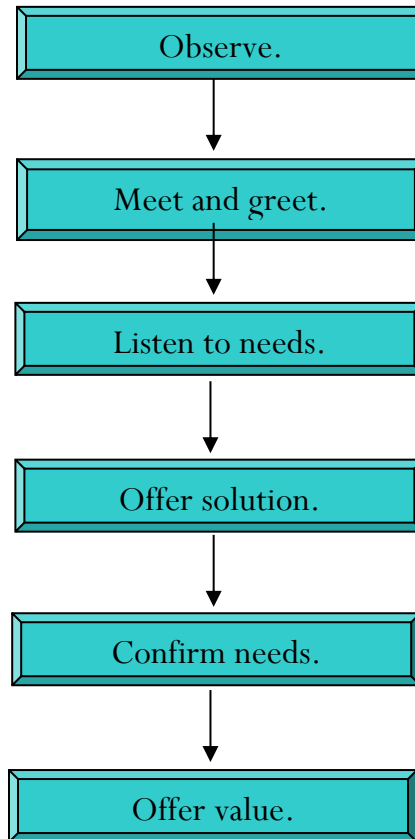 Observe.
Meet and greet.
Listen to needs.
Offer solution.
Confirm needs.
Offer value.